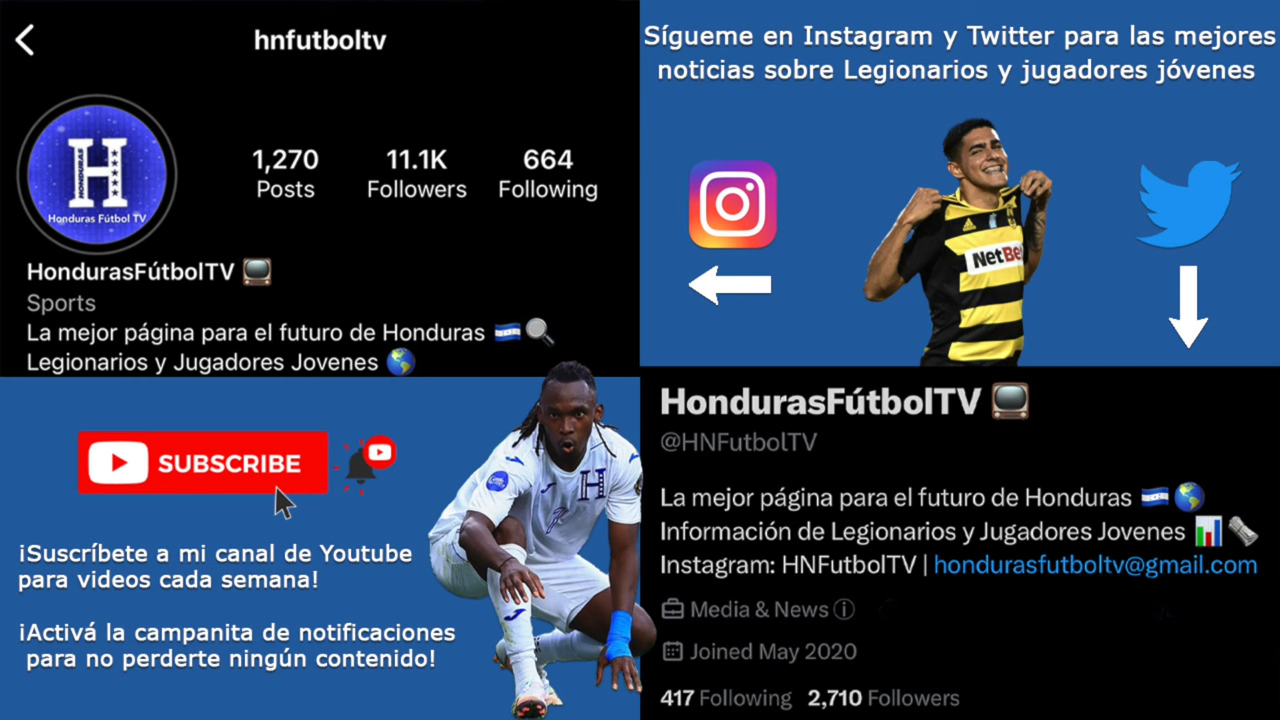 hnfutboltv
HONDURAS
H
Honduras Fútbol TV
1,270
Posts
11.1K
Followers
664
Following
HondurasFútbolTV
Sports
La mejor página para el futuro de Honduras
Legionarios y Jugadores Jovenes
Sígueme en Instagram y Twitter para las mejores
noticias sobre Legionarios y jugadores jóvenes
NetBe
SUBSCRIBE
¡Suscríbete a mi canal de Youtube
para videos cada semana!
¡Activá la campanita de notificaciones
para no perderte ningún contenido!
H
HondurasFútbolTV
@HNFutbolTV
La mejor página para el futuro de Honduras
Información de Legionarios y Jugadores Jovenes
Instagram: HNFutbolTV | hondurasfutboltv@gmail.com
Media & News
Joined May 2020
417 Following 2,710 Followers